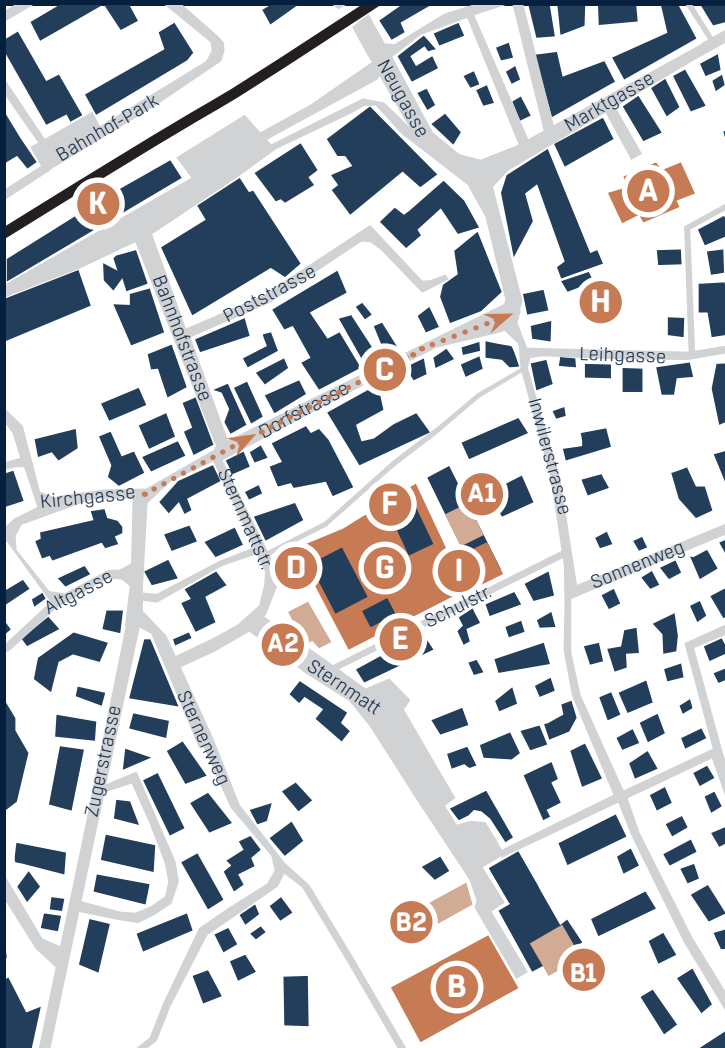 Neugasse
Marktgasse
Bahnhof-Park
A
K
H
Bahnhofstrasse
Poststrasse
Leihgasse
C
Dorfstrasse
Inwilerstrasse
Kirchgasse
Sternmattstr.
A1
F
D
G
I
Sonnenweg
Altgasse
Schulstr.
A2
E
Sternmatt
Sternenweg
Zugerstrasse
B2
B1
B